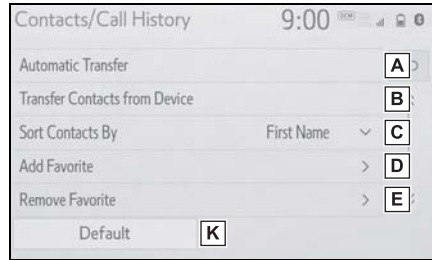 Contacts/Call History 9:00 DCM
Automatic Transfer A
Transfer Contacts from Device B
Sort Contacts By First Name C
Add Favorite D
Remove Favorite E
Default K